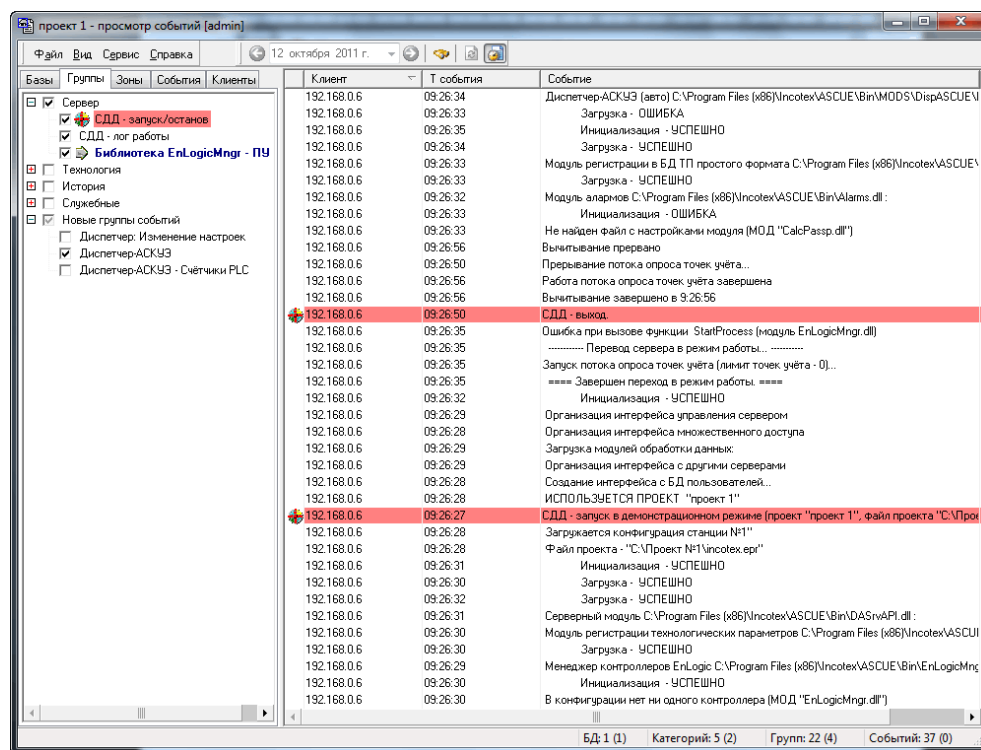 проект 1 - просмотр событий [admin]
Файл Вид Сервис Справка 12 октября 2011 г.
Базы Группы Зоны События Клиенты
Сервер
СДД - запуск/останов
СДД - лог работы
Библиотека EnLogicMngr - ПУ
Технология
История
Служебные
Новые группы событий
Диспетчер: Изменение настроек
Диспетчер-АСКУЭ
Диспетчер-АСКУЭ - Счётчики PLC
Клиент Т события Событие
192.168.0.6 09:26:34 Диспетчер-АСКУЭ (авто) C:\Program Files (x86)\Incotex\ASCUE\Bin\MODS\DispASCUE\
192.168.0.6 09:26:33 Загрузка - ОШИБКА
192.168.0.6 09:26:35 Инициализация - УСПЕШНО
192.168.0.6 09:26:34 Загрузка - УСПЕШНО
192.168.0.6 09:26:33 Модуль регистрации в БД ТП простого формата C:\Program Files (x86)\Incotex\ASCUE\
192.168.0.6 09:26:33 Загрузка - УСПЕШНО
192.168.0.6 09:26:32 Модуль алармов C:\Program Files (x86)\Incotex\ASCUE\Bin\Alarms.dll :
192.168.0.6 09:26:33 Инициализация - ОШИБКА
192.168.0.6 09:26:33 Не найден файл с настройками модуля (МОД "CalcPassp.dll")
192.168.0.6 09:26:56 Вычитывание прервано
192.168.0.6 09:26:50 Прерывание потока опроса точек учёта...
192.168.0.6 09:26:56 Работа потока опроса точек учёта завершена
192.168.0.6 09:26:56 Вычитывание завершено в 9:26:56
192.168.0.6 09:26:50 СДД - выход.
192.168.0.6 09:26:35 Ошибка при вызове функции StartProcess (модуль EnLogicMngr.dll)
192.168.0.6 09:26:35 ----------- Перевод сервера в режим работы... -----------
192.168.0.6 09:26:35 Запуск потока опроса точек учёта (лимит точек учёта - 0)...
192.168.0.6 09:26:35 ==== Завершен переход в режим работы. ====
192.168.0.6 09:26:32 Инициализация - УСПЕШНО
192.168.0.6 09:26:29 Организация интерфейса управления сервером
192.168.0.6 09:26:28 Организация интерфейса множественного доступа
192.168.0.6 09:26:29 Загрузка модулей обработки данных:
192.168.0.6 09:26:29 Организация интерфейса с другими серверами
192.168.0.6 09:26:28 Создание интерфейса с БД пользователей...
192.168.0.6 09:26:28 ИСПОЛЬЗУЕТСЯ ПРОЕКТ "проект 1"
192.168.0.6 09:26:27 СДД - запуск в демонстрационном режиме (проект "проект 1", файл проекта "C:\Прое
192.168.0.6 09:26:28 Загружается конфигурация станции №1"
192.168.0.6 09:26:28 Файл проекта - "C:\Проект №1\incotex.epr"
192.168.0.6 09:26:31 Инициализация - УСПЕШНО
192.168.0.6 09:26:30 Загрузка - УСПЕШНО
192.168.0.6 09:26:32 Загрузка - УСПЕШНО
192.168.0.6 09:26:31 Серверный модуль C:\Program Files (x86)\Incotex\ASCUE\Bin\DASrvAPI.dll :
192.168.0.6 09:26:30 Модуль регистрации технологических параметров C:\Program Files (x86)\Incotex\ASCUI
192.168.0.6 09:26:30 Загрузка - УСПЕШНО
192.168.0.6 09:26:29 Менеджер контроллеров EnLogic C:\Program Files (x86)\Incotex\ASCUE\Bin\EnLogicMng
192.168.0.6 09:26:30 Инициализация - УСПЕШНО
192.168.0.6 09:26:30 В конфигурации нет ни одного контроллера (МОД "EnLogicMngr.dll")
БД: 1 (1) Категорий: 5 (2) Групп: 22 (4) Событий: 37 (0)